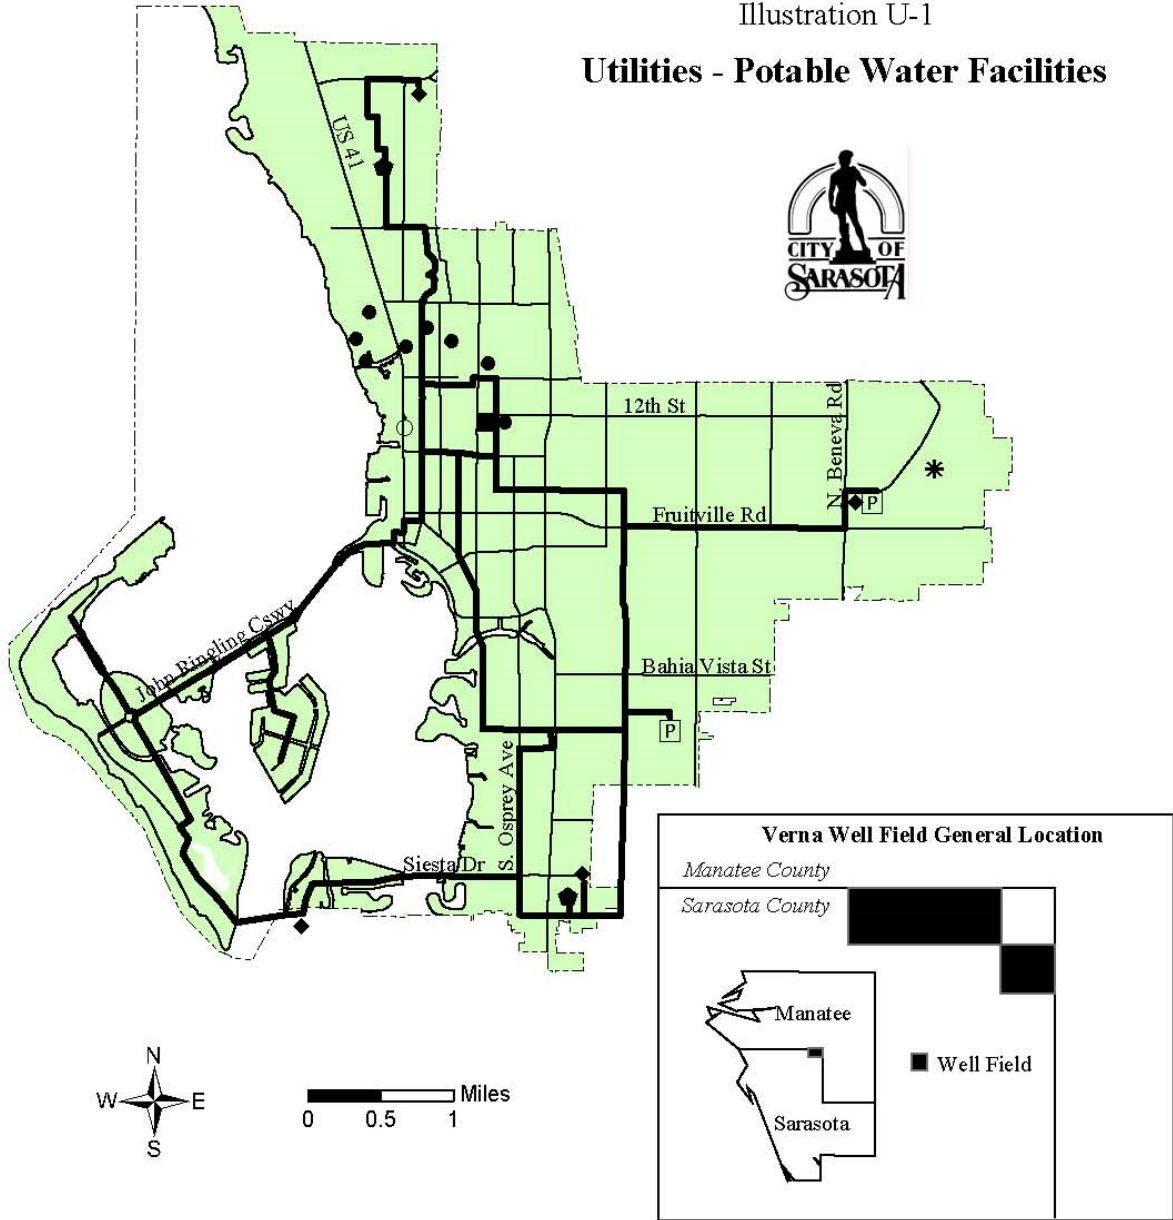 Illustration U-1
Utilities - Potable Water Facilities
CITY OF
SARASOTA
US 41
12th St
N. Beneva Rd
P
Fruitville Rd
John Ringling Cswy
Bahia Vista St
P
S. Osprey Ave
Siesta Dr
Verna Well Field General Location
Manatee County
Sarasota County
Manatee
Well Field
Sarasota
N
W E
S
Miles
0 0.5 1